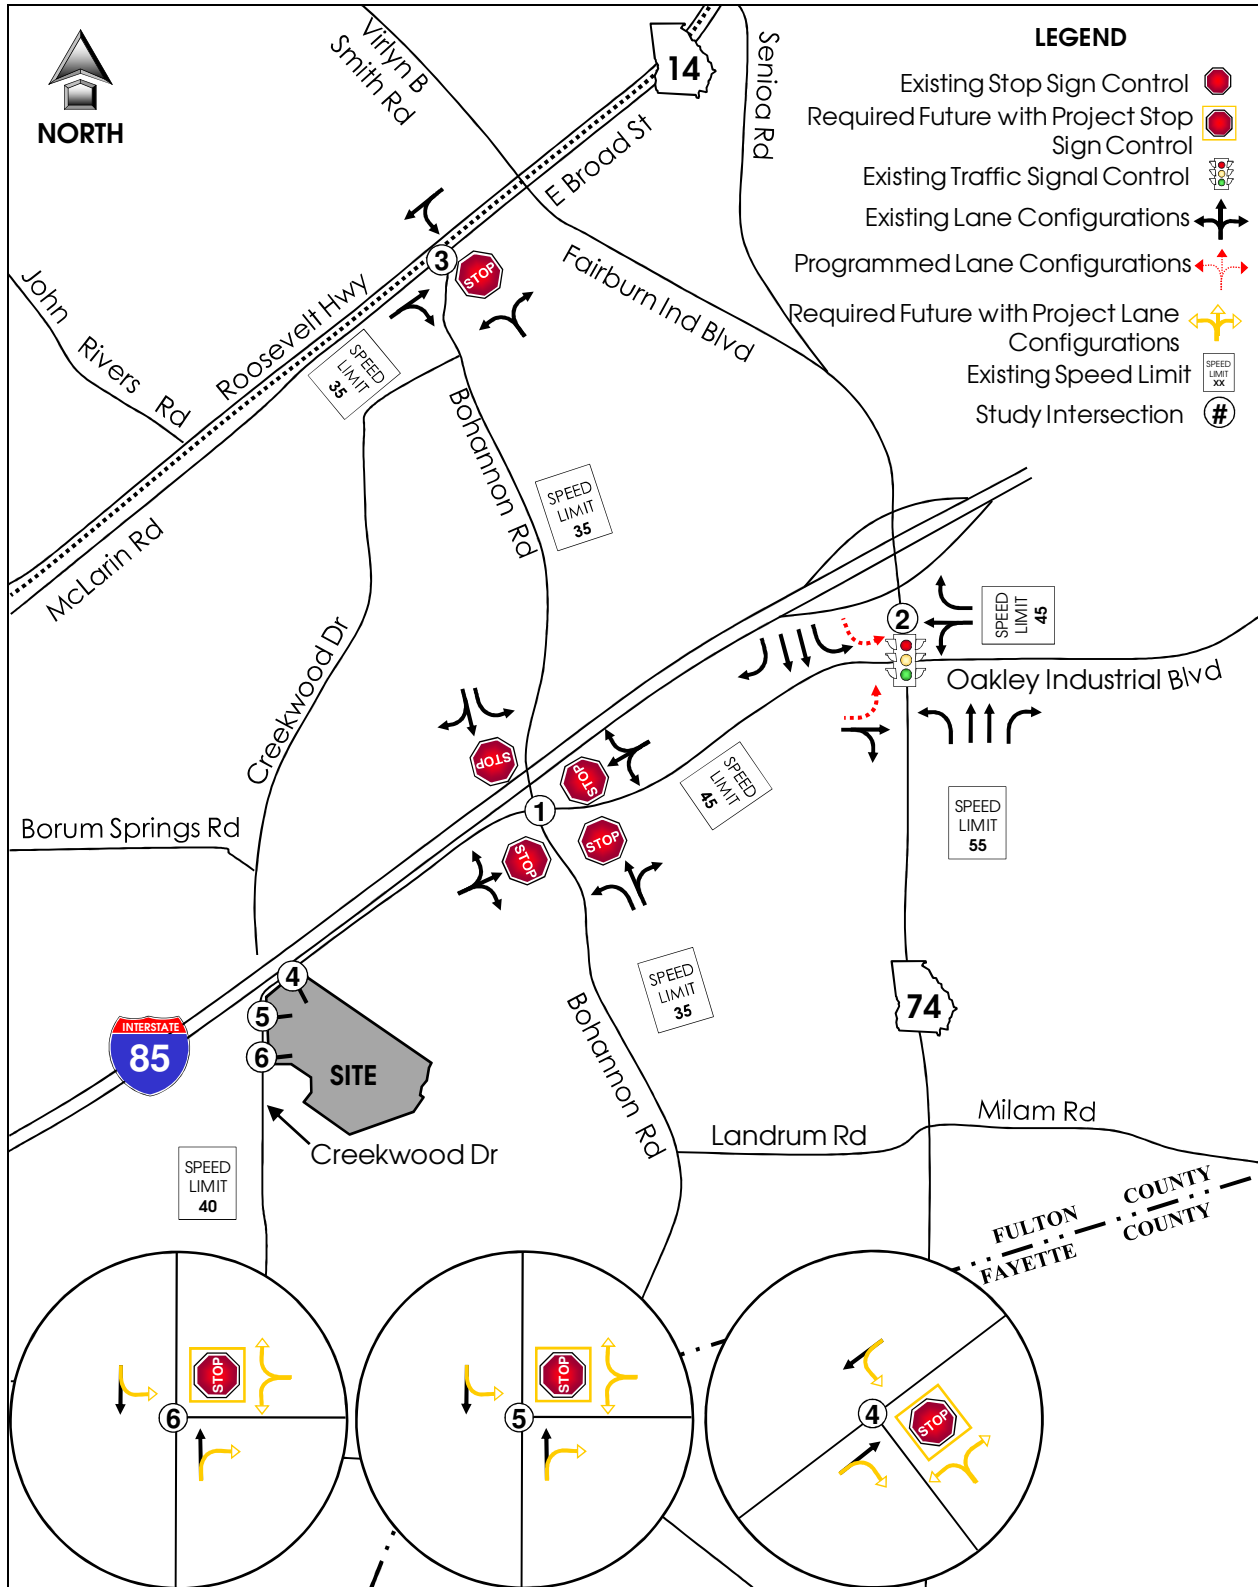 LEGEND
Existing Stop Sign Control
Required Future with Project Stop
Sign Control
Existing Traffic Signal Control
Existing Lane Configurations
Programmed Lane Configurations
Required Future with Project Lane
Configurations
Existing Speed Limit
SPEED
LIMIT
XX
Study Intersection
#
NORTH
Virlyn B
Smith Rd
14
Senioa Rd
E Broad St
3
STOP
Fairburn Ind Blvd
John
Rivers
Rd
Roosevelt Hwy
SPEED
LIMIT
35
McLarin Rd
Bohannon
Rd
SPEED
LIMIT
35
Creekwood Dr
2
SPEED
LIMIT
45
Oakley Industrial Blvd
STOP
STOP
1
SPEED
LIMIT
45
STOP
STOP
SPEED
LIMIT
55
Borum Springs Rd
4
5
6
SITE
INTERSTATE
85
SPEED
LIMIT
35
74
Bohannon Rd
Creekwood Dr
Landrum Rd
Milam Rd
SPEED
LIMIT
40
FULTON
COUNTY
FAYETTE
COUNTY
STOP
6
STOP
5
STOP
4